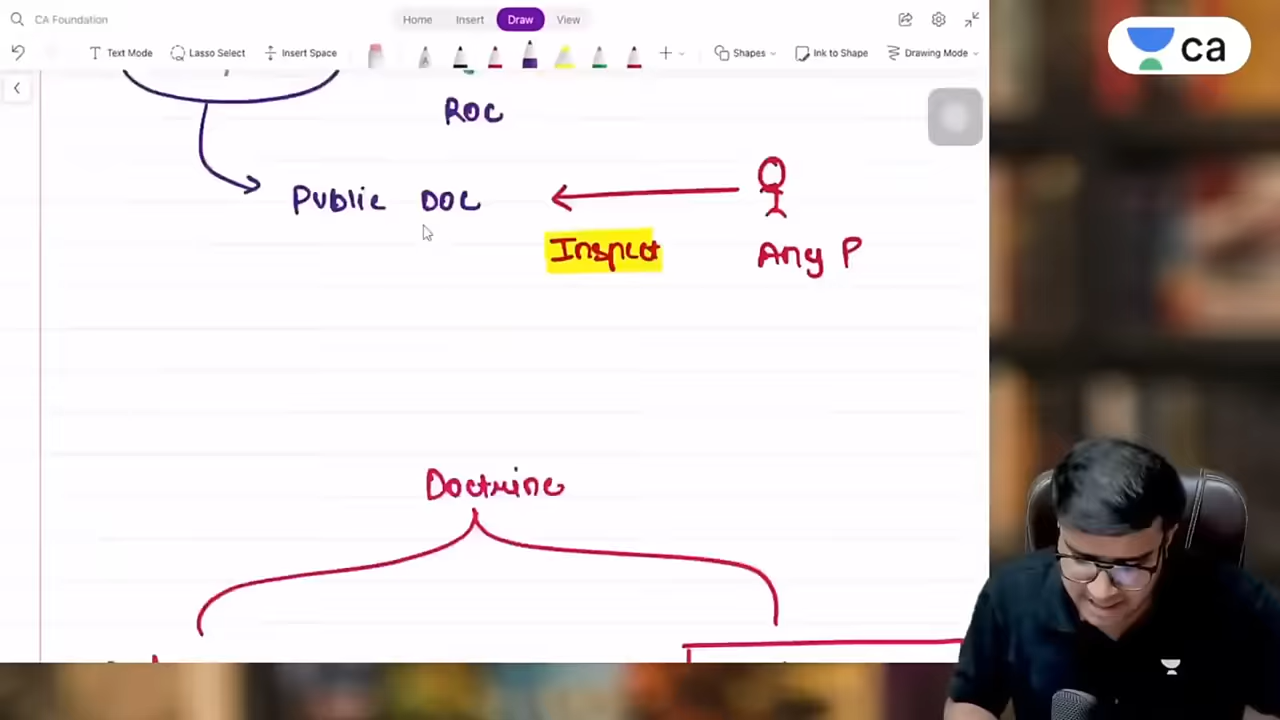 CA Foundation
Home Insert Draw View
Text Mode Lasso Select Insert Space Shapes Ink to Shape Drawing Mode
ca
ROC
Public DOC
Inspect Any P
Doctrine